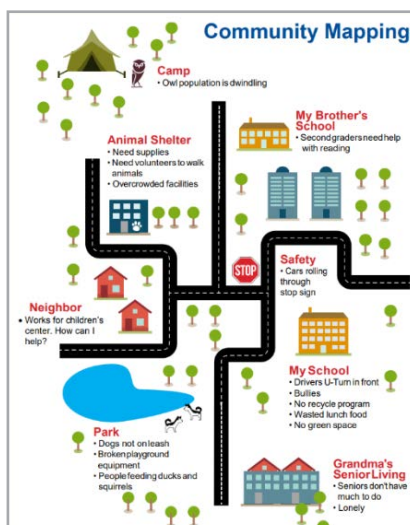 Community Mapping
Camp
• Owl population is dwindling
My Brother's
School
• Second graders need help
with reading
Animal Shelter
• Need supplies
• Need volunteers to walk
animals
• Overcrowded facilities
STOP
Safety
• Cars rolling
through
stop sign
Neighbor
• Works for children's
center. How can I
help?
My School
• Drivers U-Turn in front
• Bullies
• No recycle program
• Wasted lunch food
• No green space
Park
• Dogs not on leash
• Broken playground
equipment
• People feeding ducks and
squirrels
Grandma's
Senior Living
• Seniors don't have
much to do
• Lonely